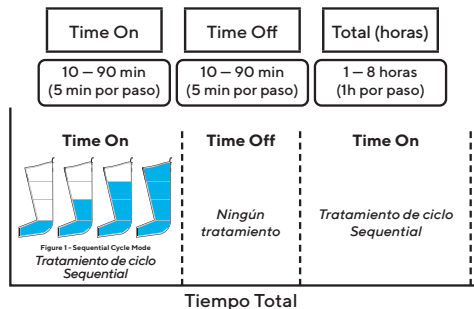 Time On
Time Off
Total (horas)
10 – 90 min
(5 min por paso)
10 – 90 min
(5 min por paso)
1 – 8 horas
(1h por paso)
Time On
Time Off
Time On
Figure 1 - Sequential Cycle Mode
Tratamiento de ciclo
Sequential
Ningún
tratamiento
Tratamiento de ciclo
Sequential
Tiempo Total